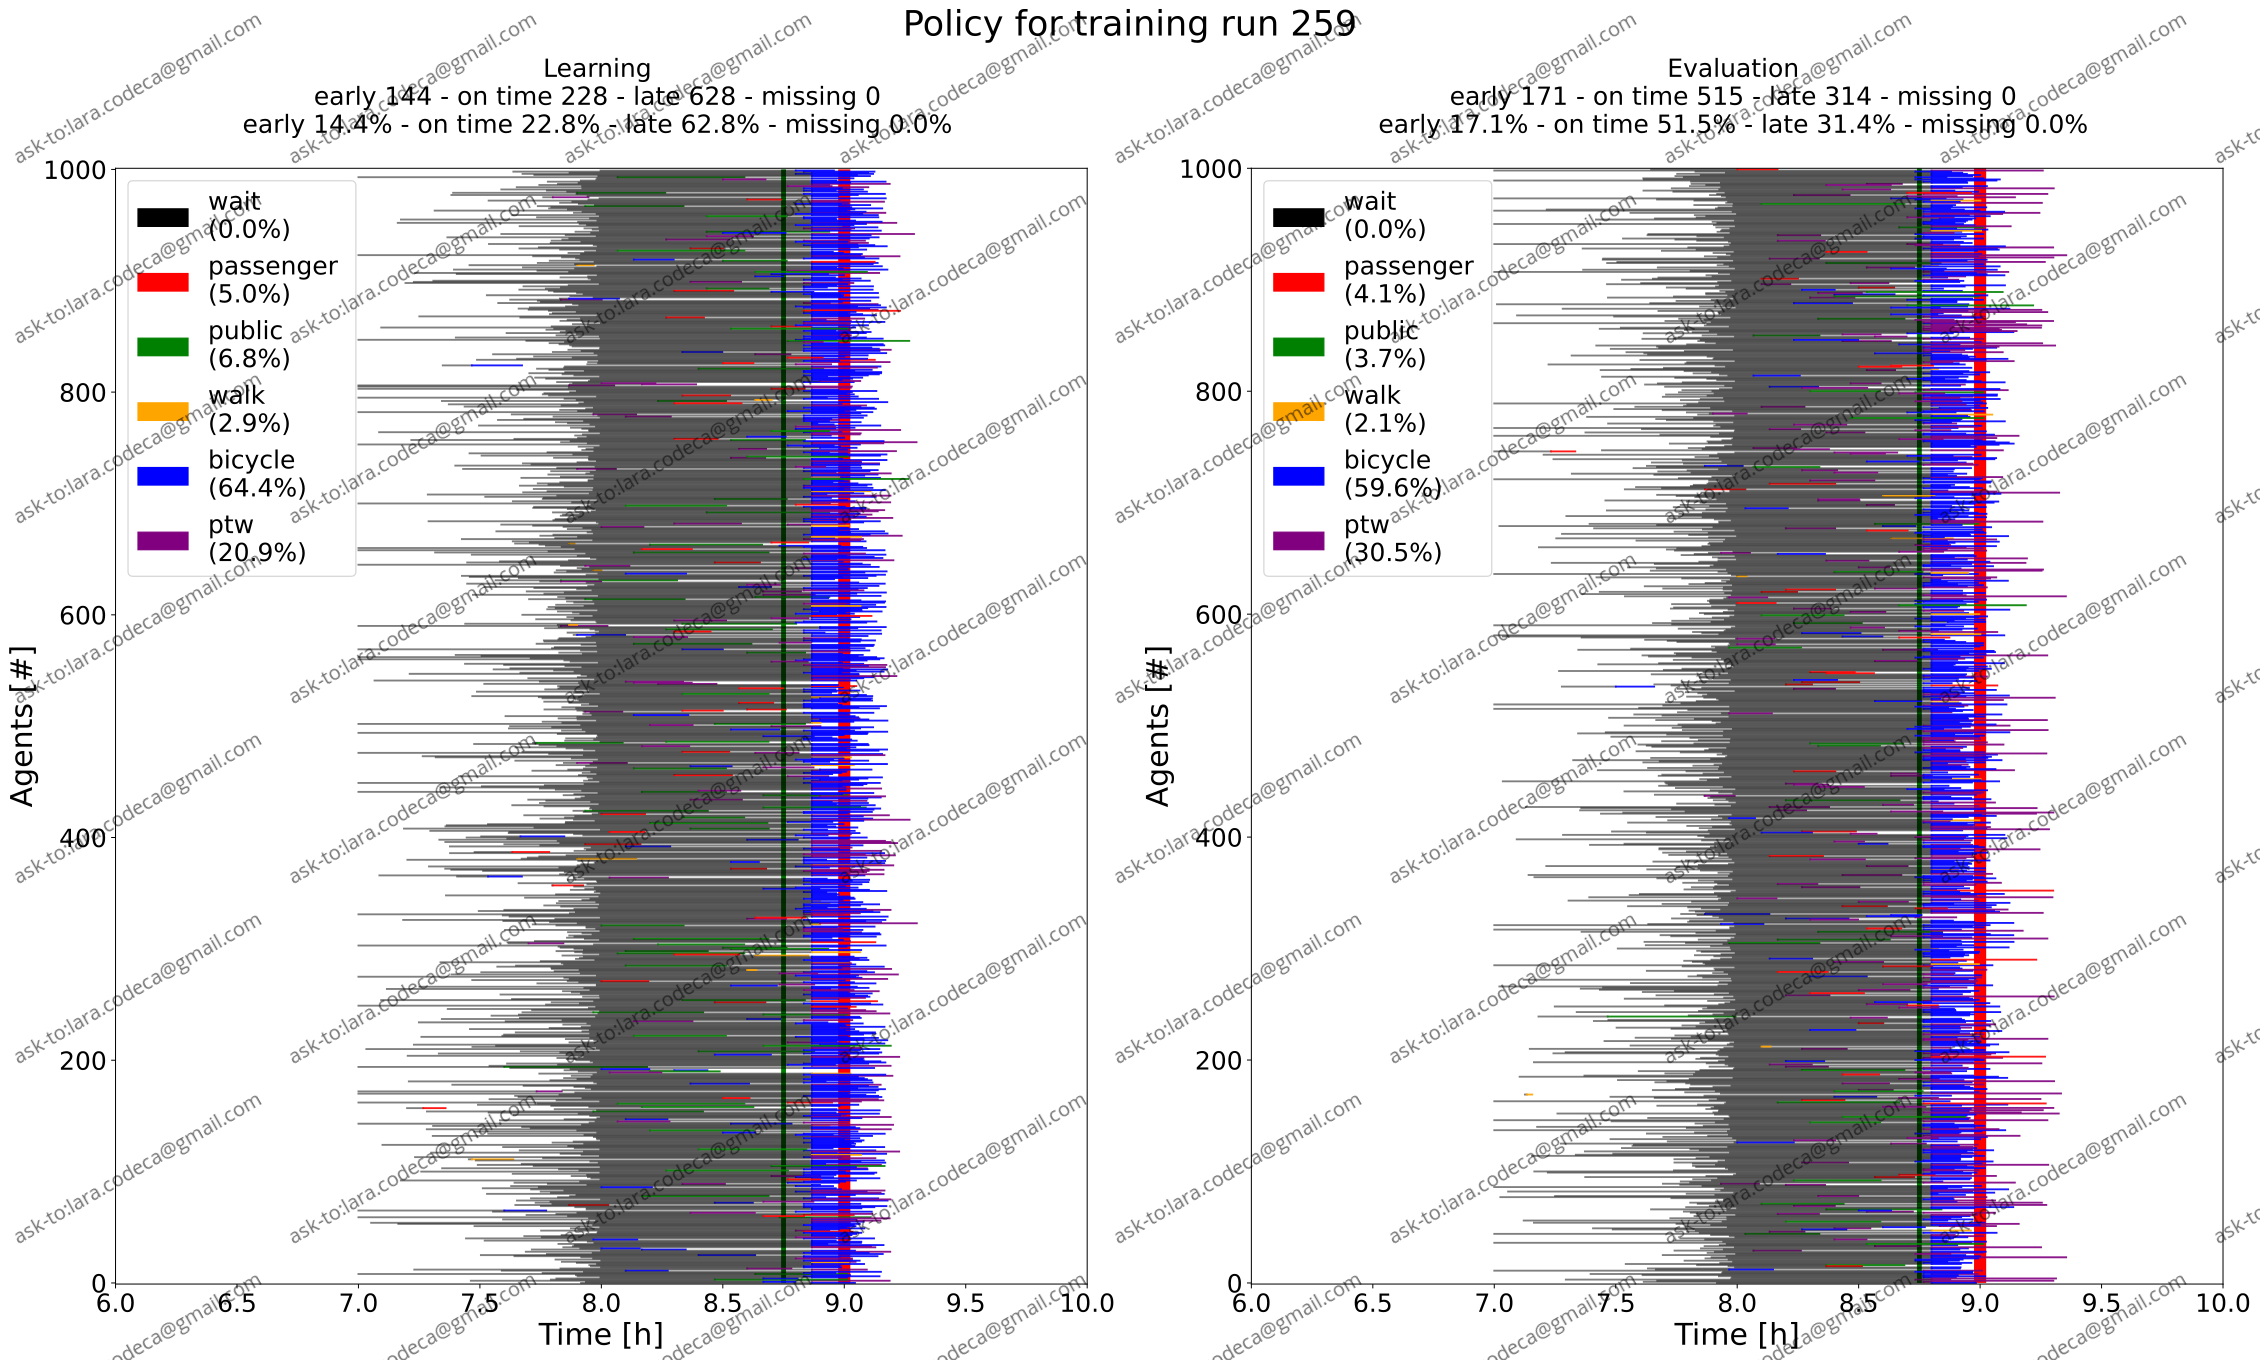 Policy for training run 259
Learning
early 144 - on time 228 - late 628 - missing 0
early 14.4% - on time 22.8% - late 62.8% - missing 0.0%
1000
800
600
400
200
0
Agents [#]
wait
(0.0%)
passenger
(5.0%)
public
(6.8%)
walk
(2.9%)
bicycle
(64.4%)
ptw
(20.9%)
6.0 6.5 7.0 7.5 8.0 8.5 9.0 9.5 10.0
Time [h]
Evaluation
early 171 - on time 515 - late 314 - missing 0
early 17.1% - on time 51.5% - late 31.4% - missing 0.0%
1000
800
600
400
200
0
Agents [#]
wait
(0.0%)
passenger
(4.1%)
public
(3.7%)
walk
(2.1%)
bicycle
(59.6%)
ptw
(30.5%)
6.0 6.5 7.0 7.5 8.0 8.5 9.0 9.5 10.0
Time [h]
ask-to:lara.codeca@gmail.com